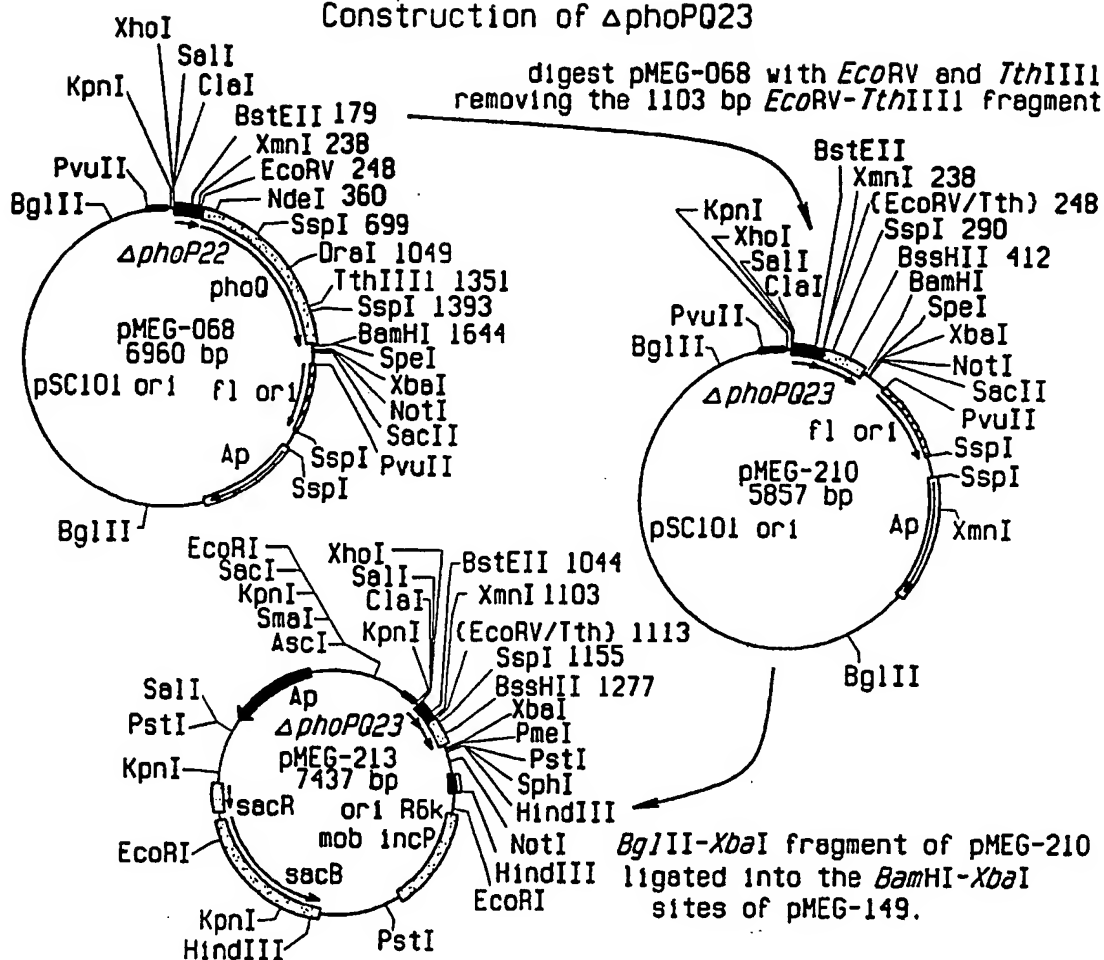 Construction of ΔphoPQ23
digest pMEG-068 with EcoRV and TthIII1
removing the 1103 bp EcoRV-TthIII1 fragment
XhoI
SalI
KpnI
ClaI
BstEII 179
XmnI 238
EcoRV 248
NdeI 360
SspI 699
DraI 1049
TthIII1 1351
SspI 1393
BamHI 1644
SpeI
XbaI
NotI
SacII
PvuII
SspI
SspI
PvuII
BglII
ΔphoP22
phoQ
pMEG-068
6960 bp
pSC101 ori
f1 ori
Ap
BglII
BstEII
XmnI 238
(EcoRV/Tth) 248
SspI 290
BssHII 412
BamHI
SpeI
XbaI
NotI
SacII
PvuII
SspI
SspI
XmnI
KpnI
XhoI
SalI
ClaI
PvuII
BglII
ΔphoPQ23
f1 ori
pMEG-210
5857 bp
pSC101 ori
Ap
BglII
EcoRI
SacI
KpnI
SmaI
AscI
XhoI
SalI
ClaI
KpnI
BstEII 1044
XmnI 1103
(EcoRV/Tth) 1113
SspI 1155
BssHII 1277
XbaI
PmeI
PstI
SphI
HindIII
NotI
HindIII
EcoRI
SalI
PstI
KpnI
EcoRI
KpnI
HindIII
PstI
Ap
ΔphoPQ23
pMEG-213
7437 bp
sacR
ori R6k
mob incP
sacB
BglII-XbaI fragment of pMEG-210
ligated into the BamHI-XbaI
sites of pMEG-149.